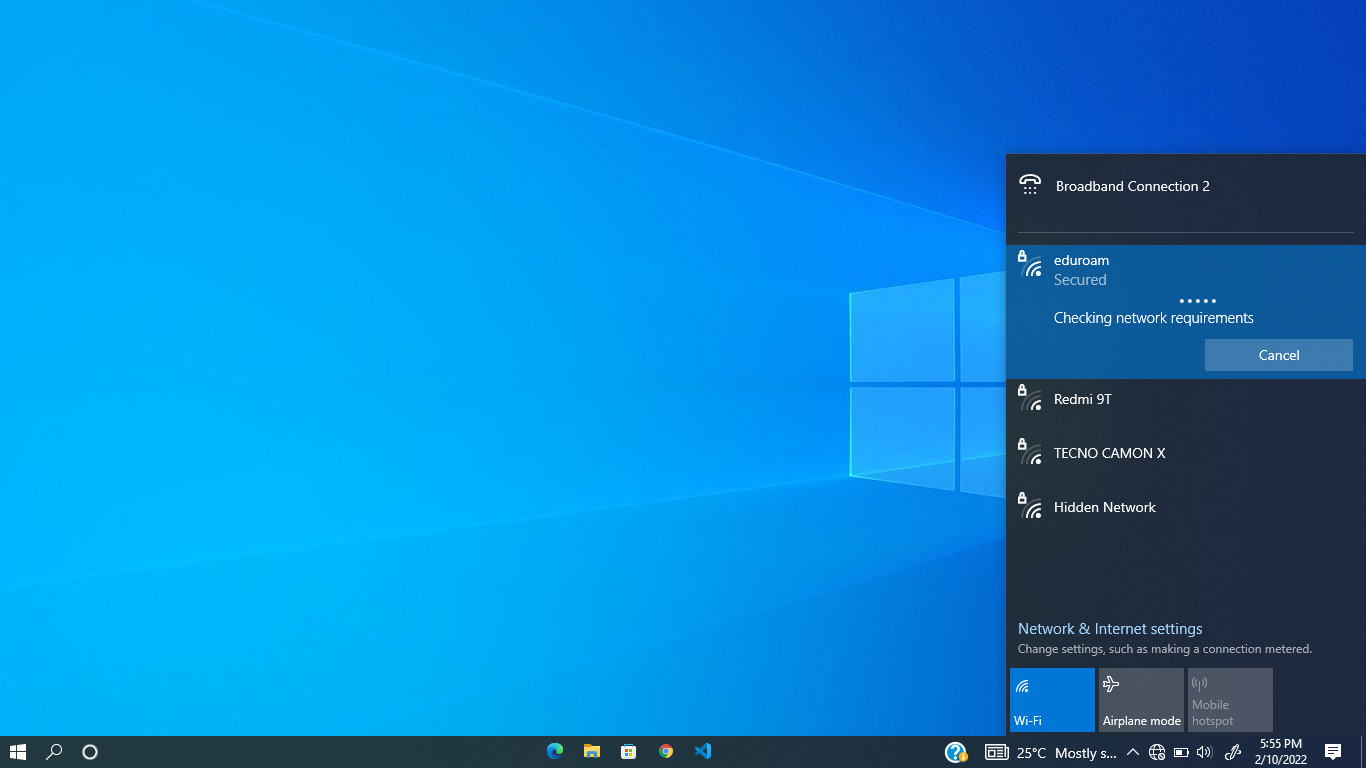 Broadband Connection 2
eduroam
Secured
Checking network requirements
Cancel
Redmi 9T
TECNO CAMON X
Hidden Network
Network & Internet settings
Change settings, such as making a connection metered.
Wi-Fi
Airplane mode
Mobile
hotspot
25°C Mostly s...
5:55 PM
2/10/2022